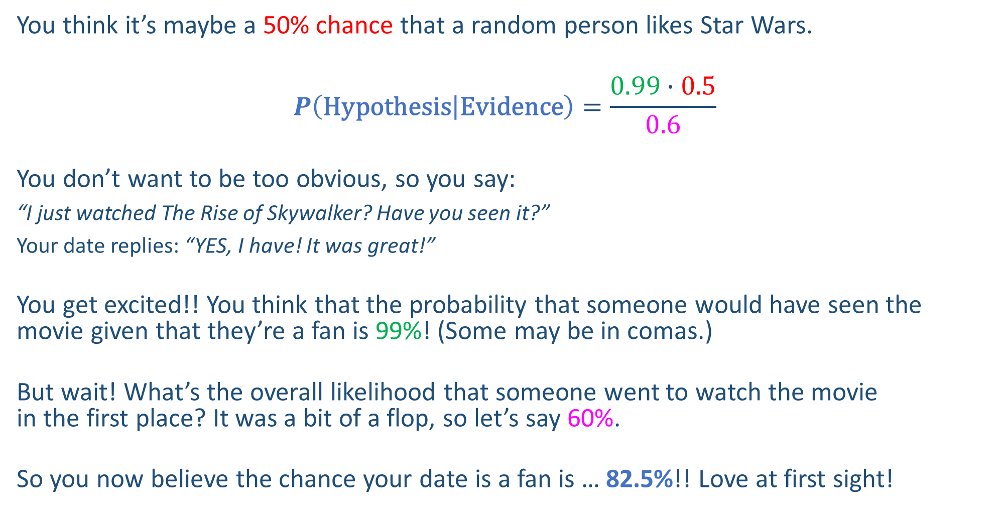 You think it’s maybe a 50% chance that a random person likes Star Wars.
P(Hypothesis|Evidence) = 0.99 · 0.5 / 0.6
You don’t want to be too obvious, so you say:
“I just watched The Rise of Skywalker? Have you seen it?”
Your date replies: “YES, I have! It was great!”
You get excited!! You think that the probability that someone would have seen the
movie given that they’re a fan is 99%! (Some may be in comas.)
But wait! What’s the overall likelihood that someone went to watch the movie
in the first place? It was a bit of a flop, so let’s say 60%.
So you now believe the chance your date is a fan is … 82.5%!! Love at first sight!